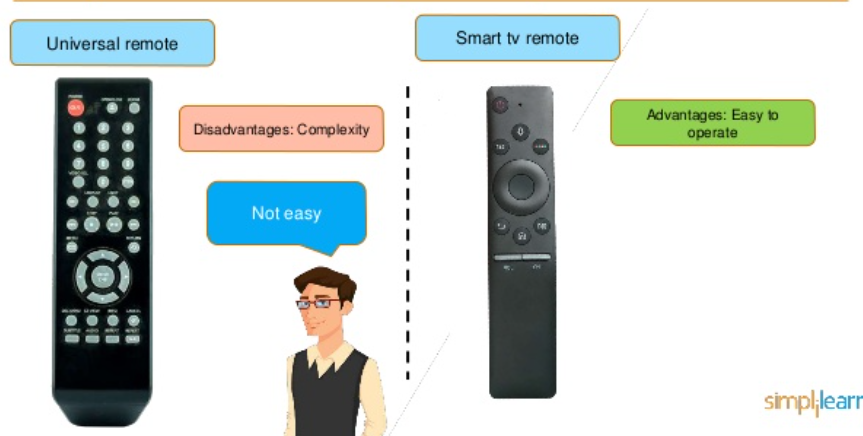 Universal remote
Smart tv remote
Disadvantages: Complexity
Advantages: Easy to
operate
Not easy
simplilearn